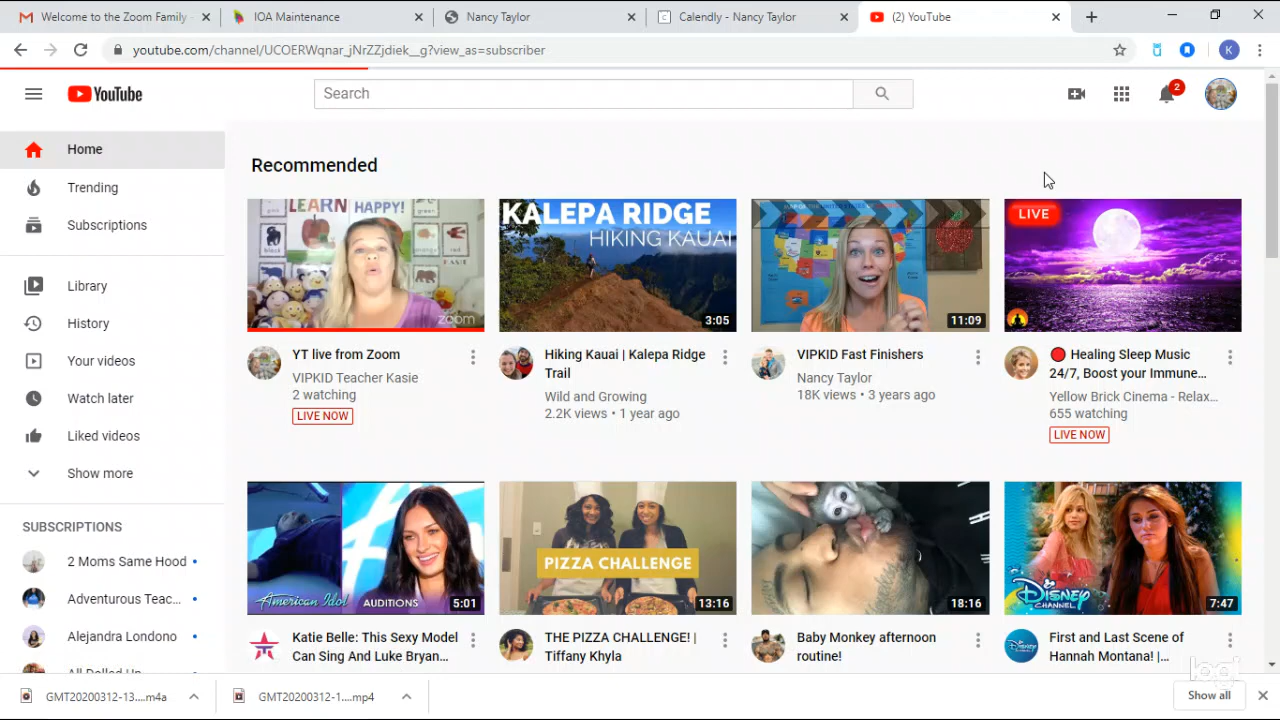 Welcome to the Zoom Family -
IOA Maintenance
Nancy Taylor
Calendly - Nancy Taylor
(2) YouTube
youtube.com/channel/UCOERWqnar_jNrZZjdiek__g?view_as=subscriber
K
YouTube
Search
2
Home
Trending
Subscriptions
Library
History
Your videos
Watch later
Liked videos
Show more
SUBSCRIPTIONS
2 Moms Same Hood
Adventurous Teac...
Alejandra Londono
All Dolled Up
Recommended
LEARN HAPPY!
zoom
YT live from Zoom
VIPKID Teacher Kasie
2 watching
LIVE NOW
KALEPA RIDGE
HIKING KAUAI
3:05
Hiking Kauai | Kalepa Ridge
Trail
Wild and Growing
2.2K views • 1 year ago
11:09
VIPKID Fast Finishers
Nancy Taylor
18K views • 3 years ago
LIVE
Healing Sleep Music
24/7, Boost your Immune...
Yellow Brick Cinema - Relax...
655 watching
LIVE NOW
American Idol AUDITIONS
5:01
Katie Belle: This Sexy Model
Can Sing And Luke Bryan...
PIZZA CHALLENGE
13:16
THE PIZZA CHALLENGE! |
Tiffany Khyla
18:16
Baby Monkey afternoon
routine!
Disney
CHANNEL
7:47
First and Last Scene of
Hannah Montana! |...
GMT20200312-13....m4a
GMT20200312-1....mp4
Show all